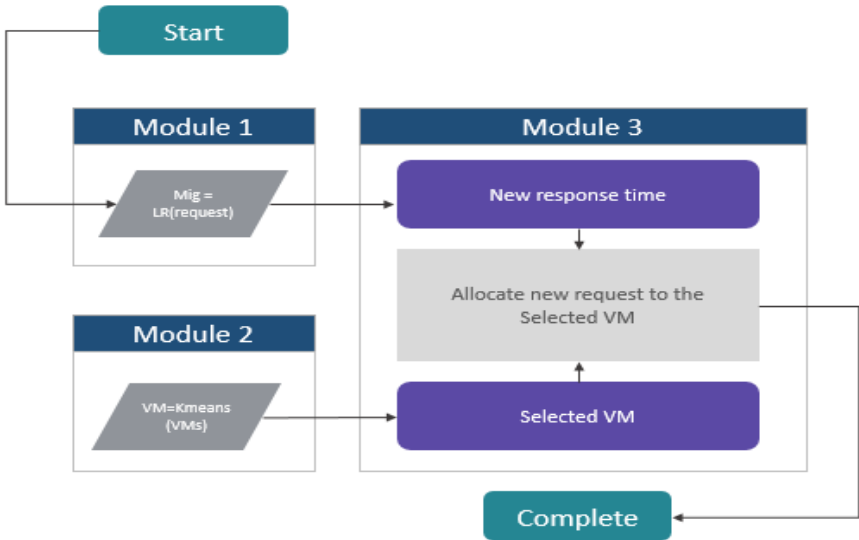 Start
Module 1
Mig =
LR(request)
Module 2
VM=Kmeans
(VMs)
Module 3
New response time
Allocate new request to the
Selected VM
Selected VM
Complete